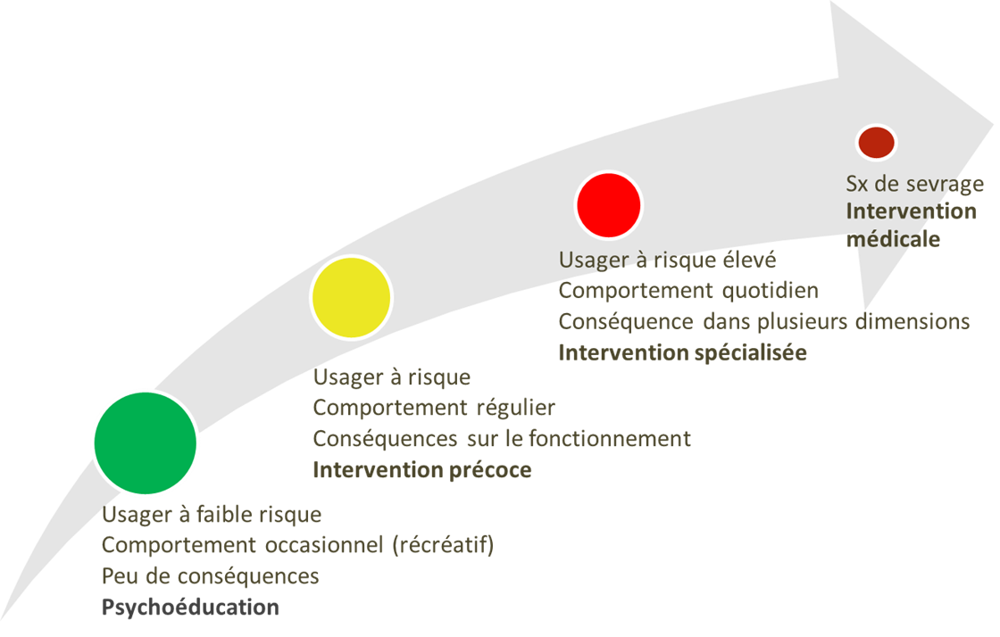 Usager à faible risque
Comportement occasionnel (récréatif)
Peu de conséquences
Psychoéducation
Usager à risque
Comportement régulier
Conséquences sur le fonctionnement
Intervention précoce
Usager à risque élevé
Comportement quotidien
Conséquence dans plusieurs dimensions
Intervention spécialisée
Sx de sevrage
Intervention
médicale